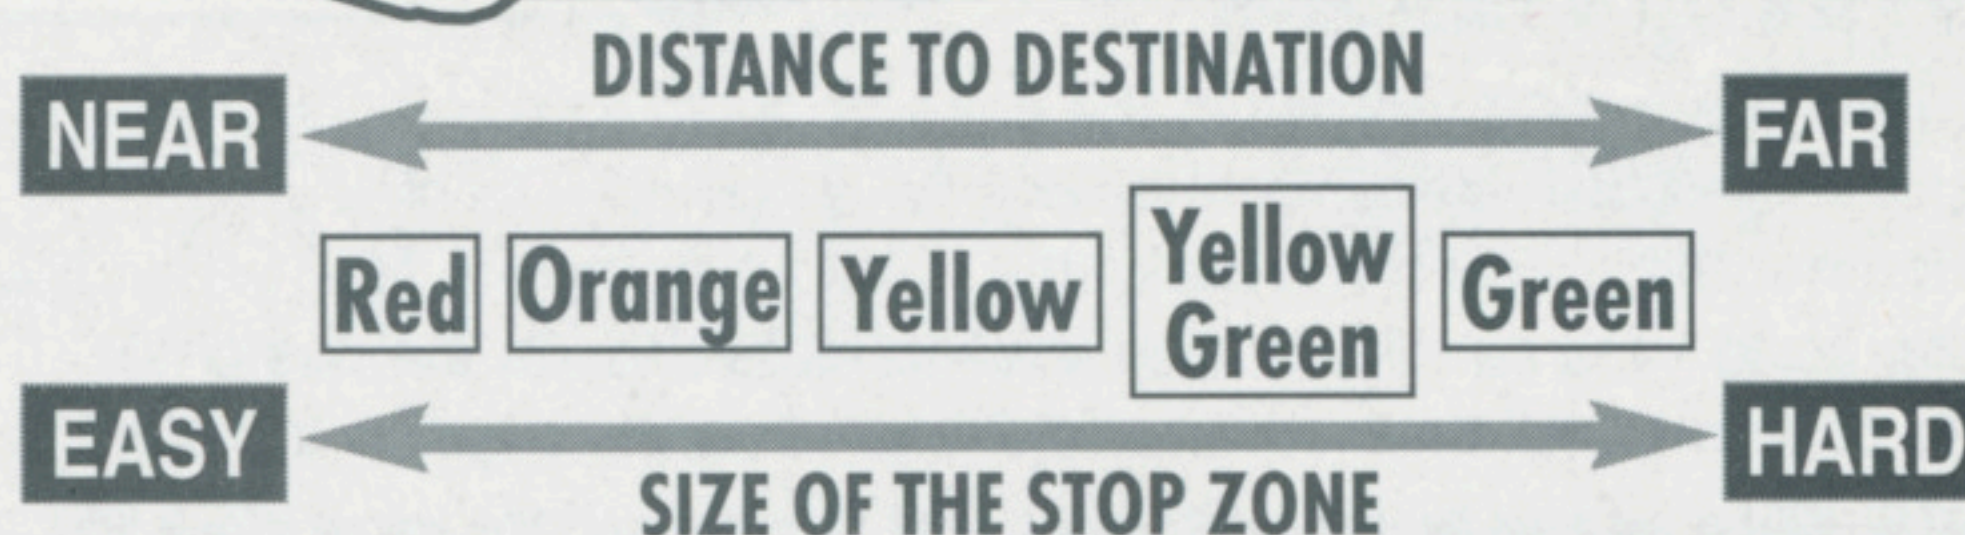 DISTANCE TO DESTINATION
NEAR
FAR
Red
Orange
Yellow
Yellow
Green
Green
EASY
HARD
SIZE OF THE STOP ZONE